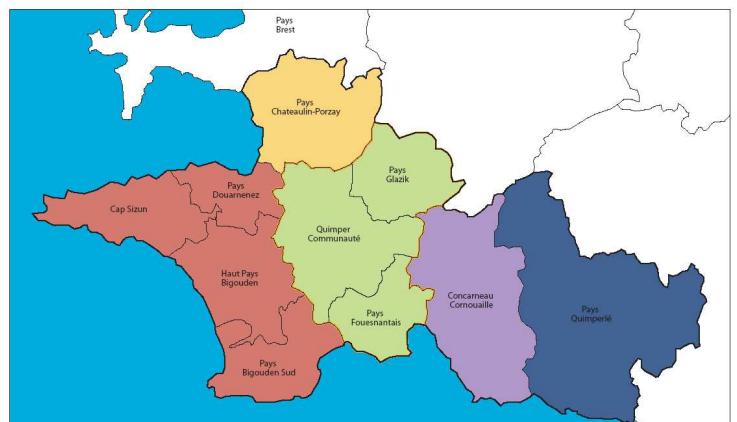 Pays
Brest
Pays
Chateaulin-Porzay
Pays
Glazik
Pays
Douarnenez
Cap Sizun
Quimper
Communauté
Haut Pays
Bigouden
Concarneau
Cornouaille
Pays
Quimperlé
Pays
Fouesnantais
Pays
Bigouden Sud